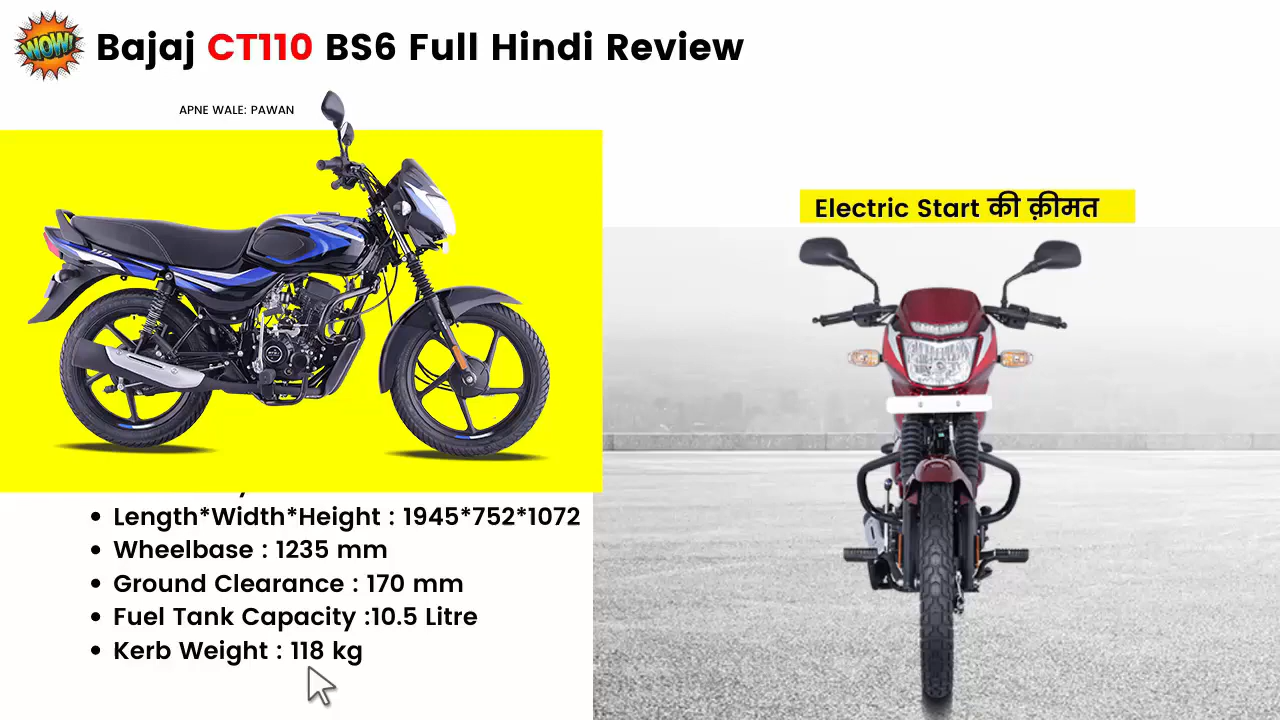 WOW!
Bajaj CT110 BS6 Full Hindi Review
APNE WALE: PAWAN
Electric Start की क़ीमत
Length*Width*Height : 1945*752*1072
Wheelbase : 1235 mm
Ground Clearance : 170 mm
Fuel Tank Capacity :10.5 Litre
Kerb Weight : 118 kg